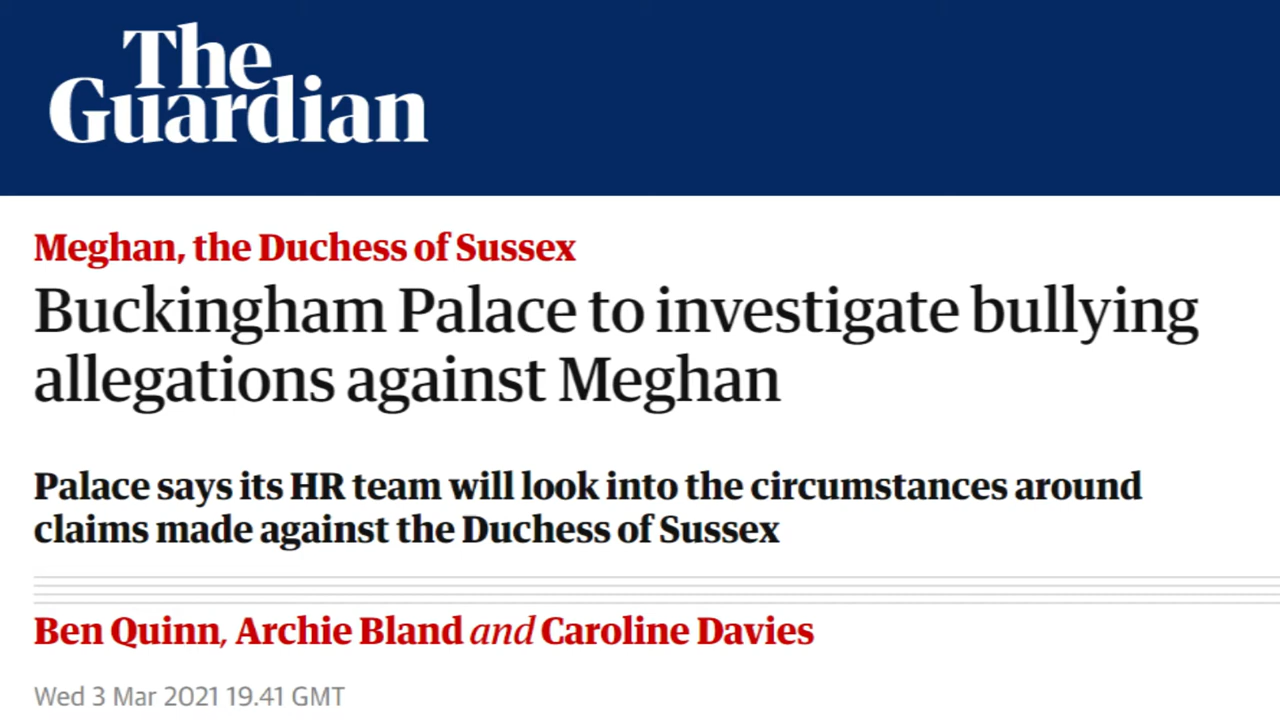 The
Guardian
Meghan, the Duchess of Sussex
Buckingham Palace to investigate bullying
allegations against Meghan
Palace says its HR team will look into the circumstances around
claims made against the Duchess of Sussex
Ben Quinn, Archie Bland and Caroline Davies
Wed 3 Mar 2021 19.41 GMT